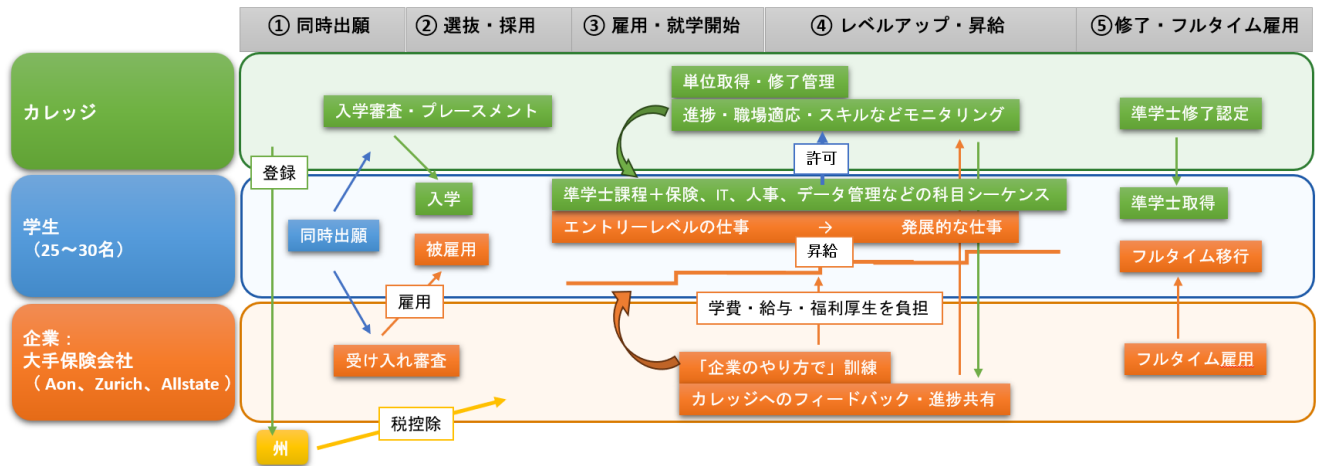 ① 同時出願
② 選抜・採用
③ 雇用・就学開始
④ レベルアップ・昇給
⑤修了・フルタイム雇用
カレッジ
入学審査・プレースメント
単位取得・修了管理
進捗・職場適応・スキルなどモニタリング
準学士修了認定
登録
許可
学生
（25～30名）
同時出願
入学
被雇用
準学士課程＋保険、IT、人事、データ管理などの科目シーケンス
エントリーレベルの仕事　→　発展的な仕事
昇給
準学士取得
フルタイム移行
雇用
学費・給与・福利厚生を負担
企業：
大手保険会社
（ Aon、Zurich、Allstate ）
受け入れ審査
「企業のやり方で」訓練
カレッジへのフィードバック・進捗共有
フルタイム雇用
税控除
州